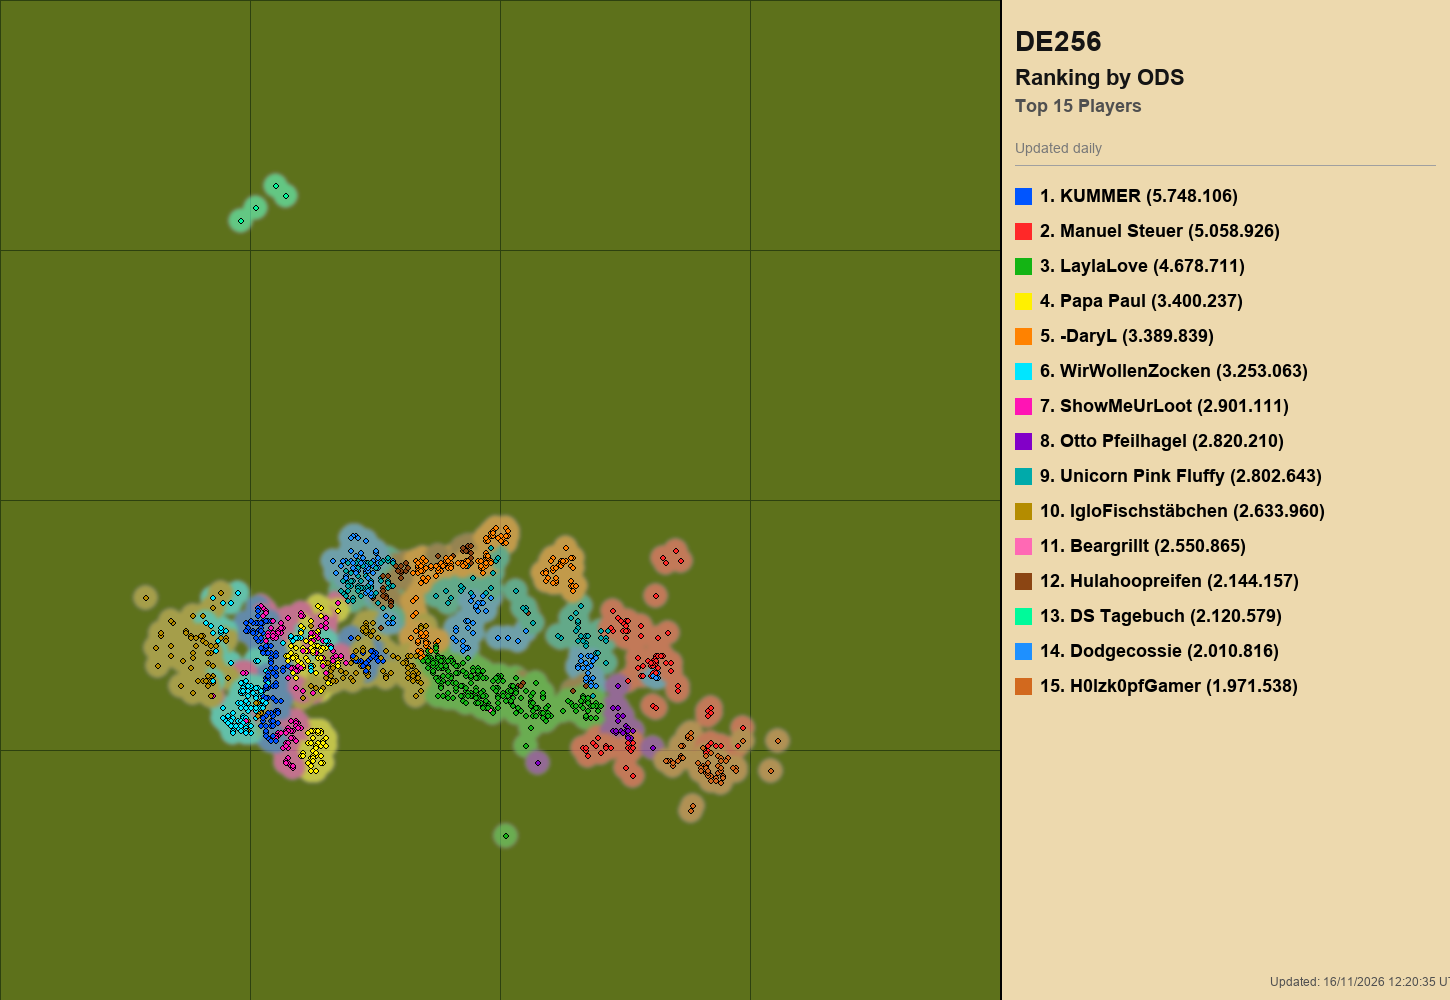 DE256
Ranking by ODS
Top 15 Players
Updated daily
1. KUMMER (5.748.106)
2. Manuel Steuer (5.058.926)
3. LaylaLove (4.678.711)
4. Papa Paul (3.400.237)
5. -DaryL (3.389.839)
6. WirWollenZocken (3.253.063)
7. ShowMeUrLoot (2.901.111)
8. Otto Pfeilhagel (2.820.210)
9. Unicorn Pink Fluffy (2.802.643)
10. IgloFischstäbchen (2.633.960)
11. Beargrillt (2.550.865)
12. Hulahoopreifen (2.144.157)
13. DS Tagebuch (2.120.579)
14. Dodgecossie (2.010.816)
15. H0lzk0pfGamer (1.971.538)
Updated: 16/11/2026 12:20:35